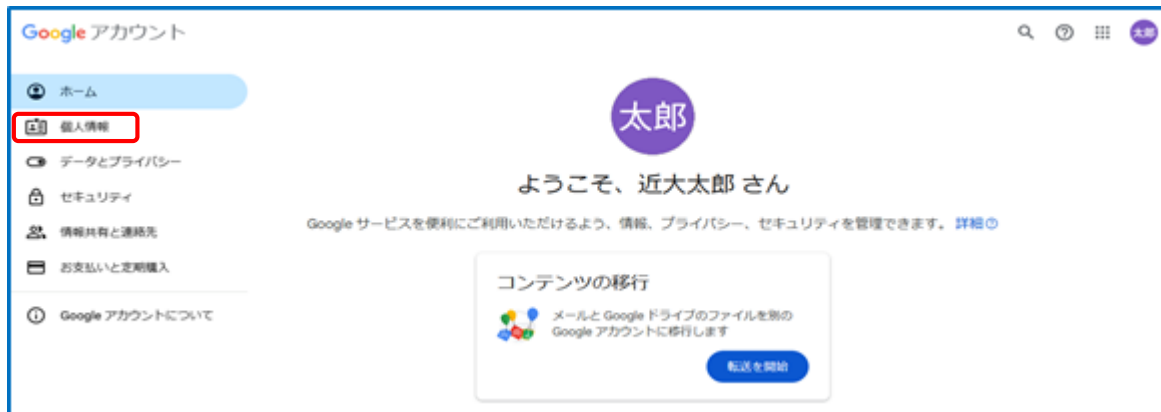 Google アカウント
太郎
ホーム
個人情報
データとプライバシー
セキュリティ
情報共有と連絡先
お支払いと定期購入
Google アカウントについて
太郎
ようこそ、近大太郎 さん
Google サービスを便利にご利用いただけるよう、情報、プライバシー、セキュリティを管理できます。 詳細
コンテンツの移行
メールと Google ドライブのファイルを別の
Google アカウントに移行します
転送を開始